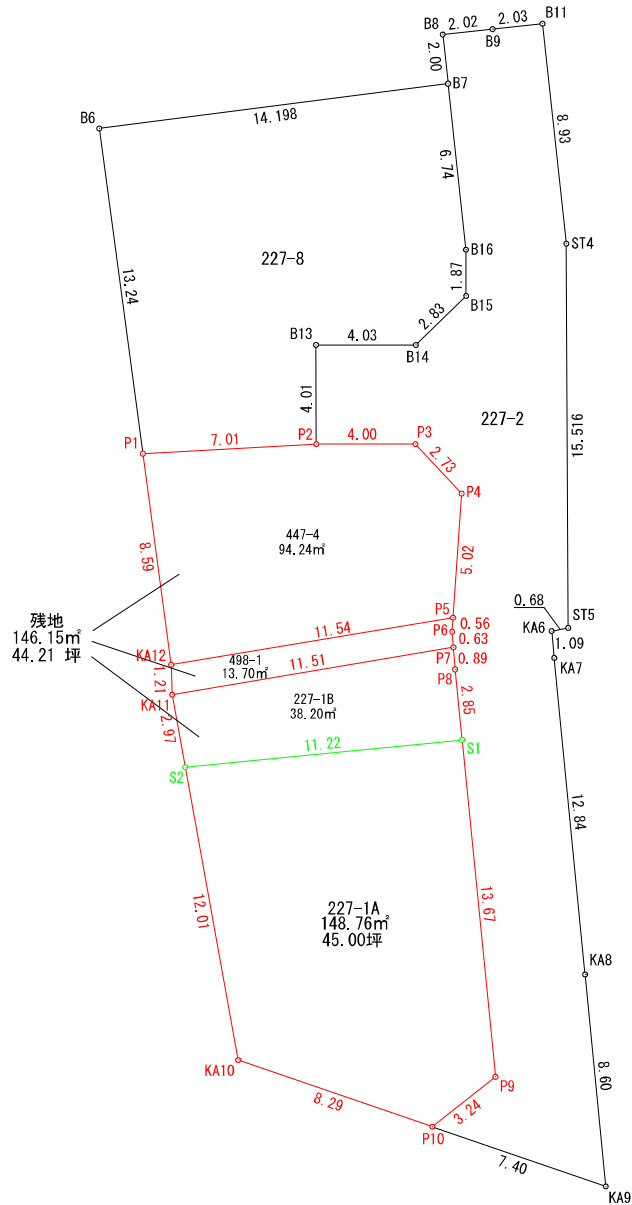 B8
2.02
B9
2.03
B11
2.00
B7
B6
14.198
8.93
6.74
13.24
227-8
B16
ST4
1.87
B15
2.83
B13
4.03
B14
4.01
227-2
15.516
P1
7.01
P2
4.00
P3
2.73
P4
447-4
94.24㎡
8.59
5.02
残地
146.15㎡
44.21 坪
P5
0.56
P6
0.63
P7
0.89
P8
0.68
ST5
KA6
1.09
KA7
KA12
11.54
498-1
13.70㎡
1.21
11.51
KA11
227-1B
38.20㎡
2.97
2.85
S2
11.22
S1
12.84
12.01
13.67
227-1A
148.76㎡
45.00坪
KA8
8.60
KA10
8.29
P9
3.24
P10
7.40
KA9